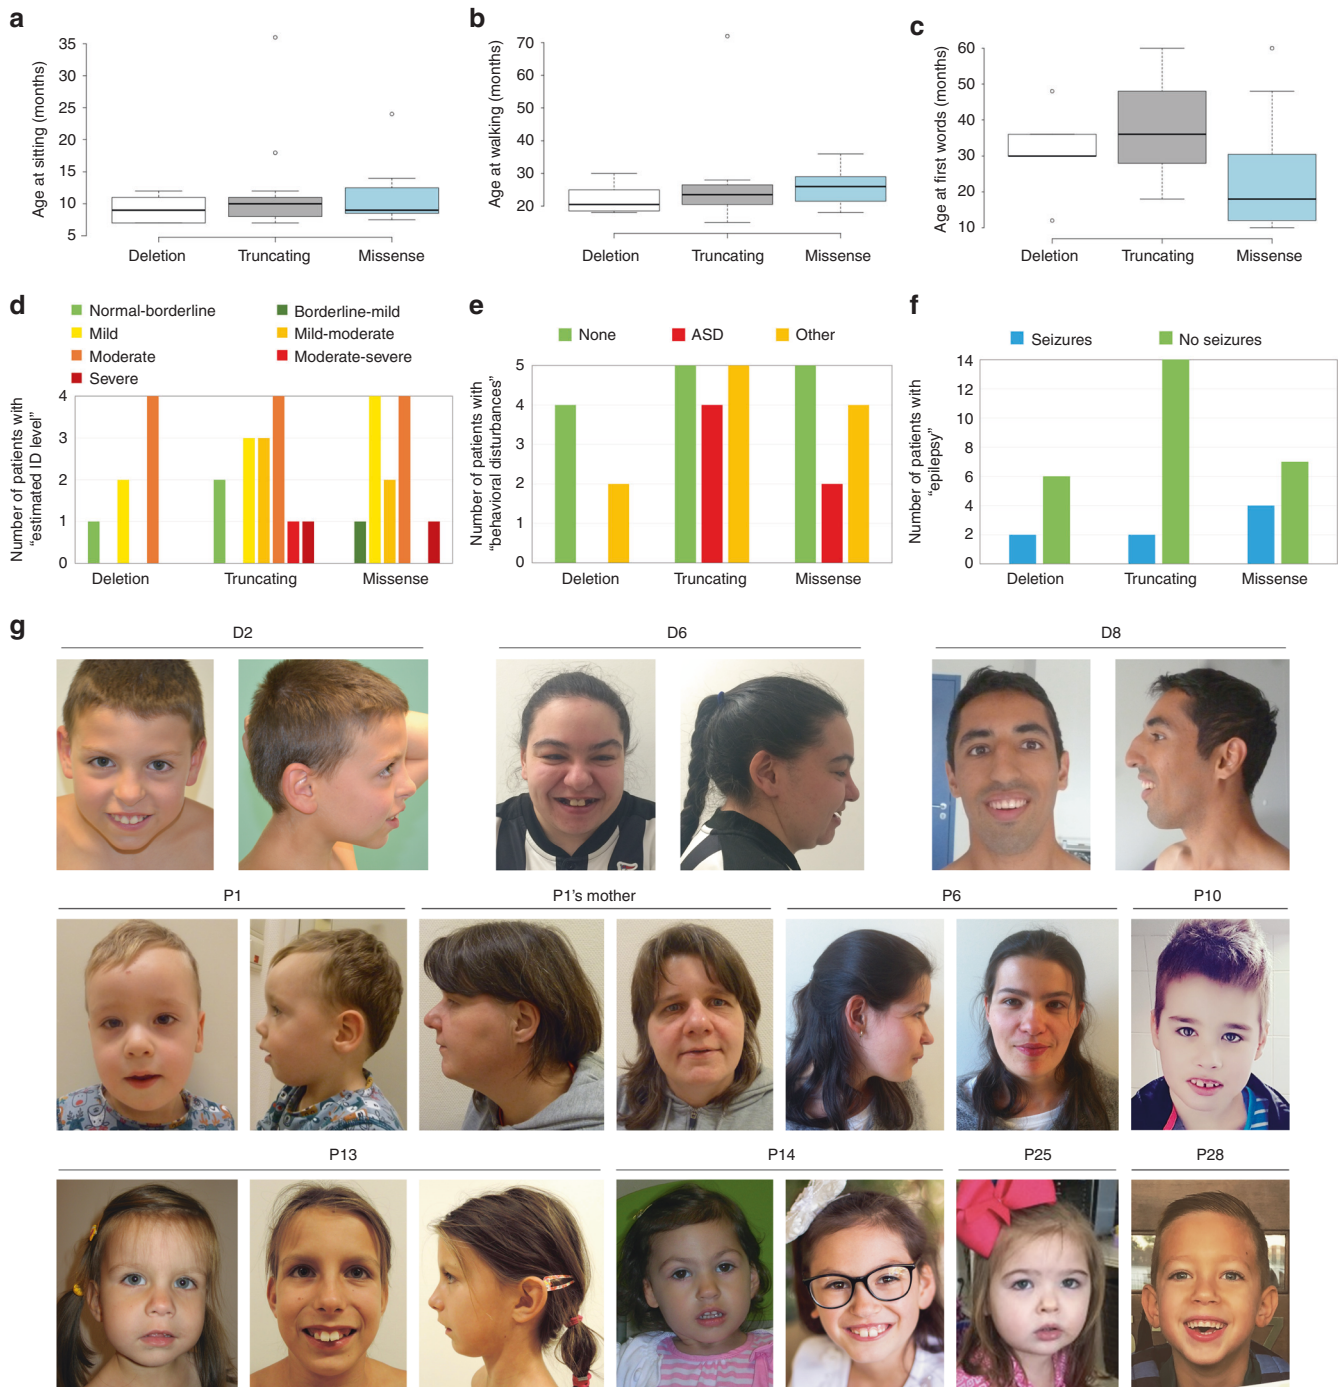 a
Age at sitting (months)
35
30
25
20
15
10
5
Deletion Truncating Missense
b
Age at walking (months)
70
60
50
40
30
20
Deletion Truncating Missense
c
Age at first words (months)
60
50
40
30
20
10
Deletion Truncating Missense
d
Normal-borderline Borderline-mild
Mild Mild-moderate
Moderate Moderate-severe
Severe
Number of patients with
“estimated ID level”
4
3
2
1
0
Deletion Truncating Missense
e
None ASD Other
Number of patients with
“behavioral disturbances”
5
4
3
2
1
0
Deletion Truncating Missense
f
Seizures No seizures
Number of patients with
“epilepsy”
14
12
10
8
6
4
2
0
Deletion Truncating Missense
g
D2 D6 D8
P1 P1’s mother P6 P10
P13 P14 P25 P28